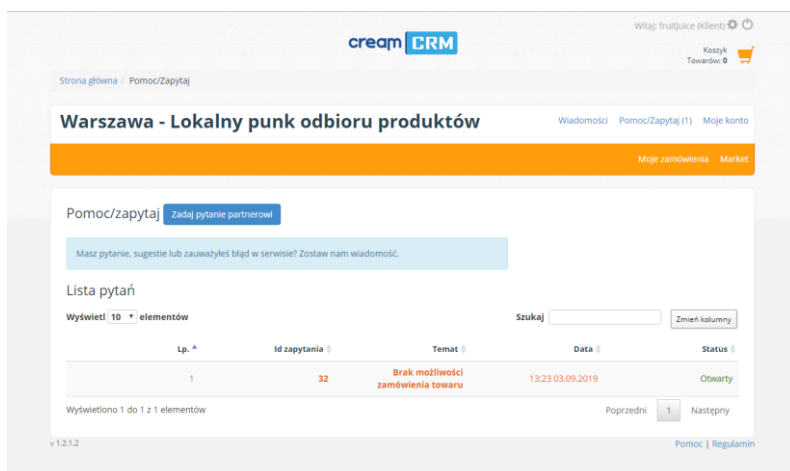 Witaj: fruitjuice (Klient)
cream CRM
Koszyk
Towarów: 0
Strona główna / Pomoc/Zapytaj
Warszawa - Lokalny punk odbioru produktów
Wiadomości Pomoc/Zapytaj (1) Moje konto
Moje zamówienia Market
Pomoc/zapytaj Zadaj pytanie partnerowi
Masz pytanie, sugestie lub zauważyłeś błąd w serwisie? Zostaw nam wiadomość.
Lista pytań
Wyświetl 10 elementów Szukaj Zmień kolumny
Lp. Id zapytania Temat Data Status
1 32 Brak możliwości zamówienia towaru 13:23 03.09.2019 Otwarty
Wyświetlono 1 do 1 z 1 elementów Poprzedni 1 Następny
v 1.2.1.2 Pomoc | Regulamin